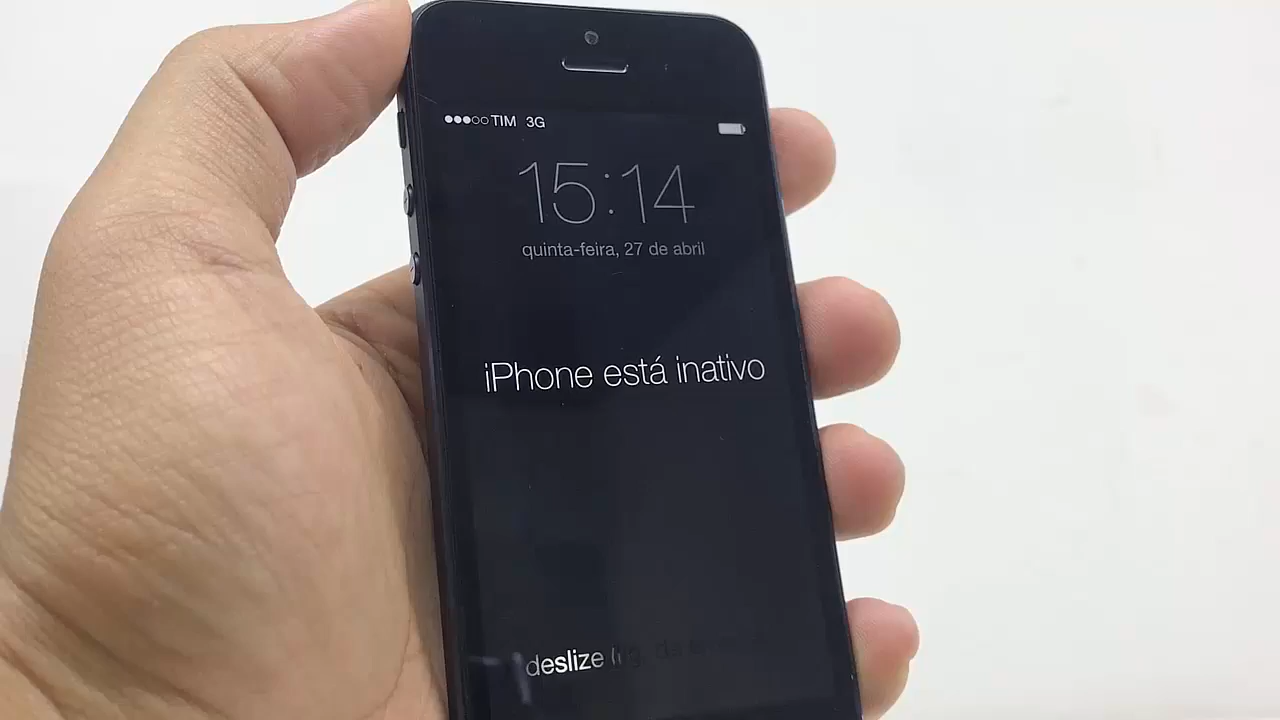 TIM 3G
15:14
quinta-feira, 27 de abril
iPhone está inativo
deslize